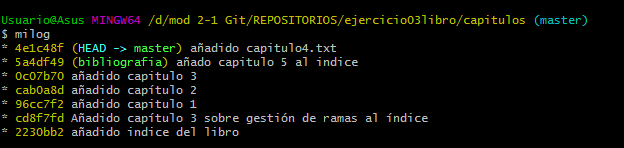 Usuario@Asus MINGW64 /d/mod 2-1 Git/REPOSITORIOS/ejercicio03libro/capitulos (master)
$ milog
* 4e1c48f (HEAD -> master) añadido capitulo4.txt
* 5a4df49 (bibliografia) añado capitulo 5 al indice
* 0c07b70 añadido capitulo 3
* cab0a8d añadido capítulo 2
* 96cc7f2 añadido capitulo 1
* cd8f7fd Añadido capítulo 3 sobre gestión de ramas al índice
* 2230bb2 añadido indice del libro